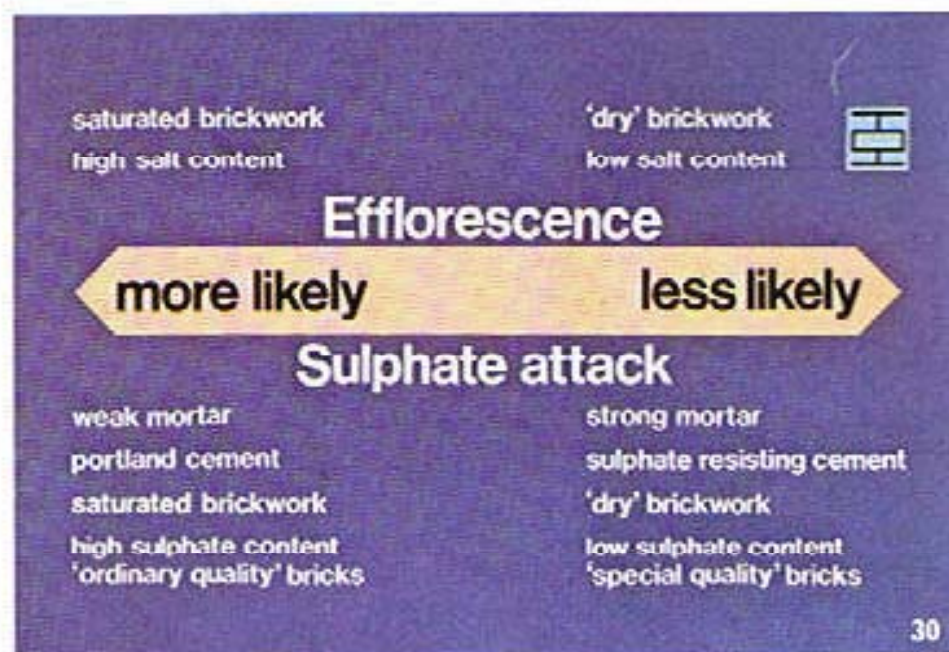 saturated brickwork 'dry' brickwork
high salt content low salt content
Efflorescence
more likely less likely
Sulphate attack
weak mortar strong mortar
portland cement sulphate resisting cement
saturated brickwork 'dry' brickwork
high sulphate content low sulphate content
'ordinary quality' bricks 'special quality' bricks
30